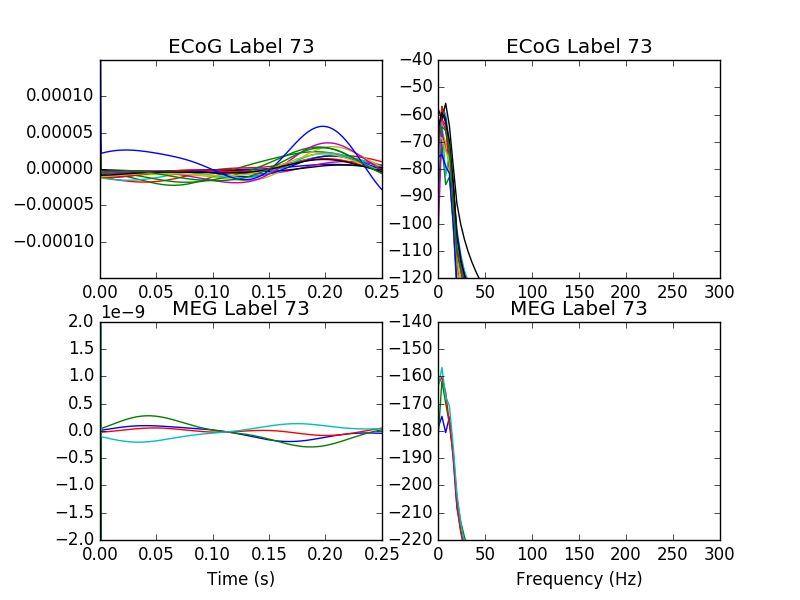 ECoG Label 73
0.00010
0.00005
0.00000
−0.00005
−0.00010
0.00 0.05 0.10 0.15 0.20 0.25
ECoG Label 73
−40
−50
−60
−70
−80
−90
−100
−110
−120
0 50 100 150 200 250 300
MEG Label 73
1e−9
2.0
1.5
1.0
0.5
0.0
−0.5
−1.0
−1.5
−2.0
0.00 0.05 0.10 0.15 0.20 0.25
Time (s)
MEG Label 73
−140
−150
−160
−170
−180
−190
−200
−210
−220
0 50 100 150 200 250 300
Frequency (Hz)